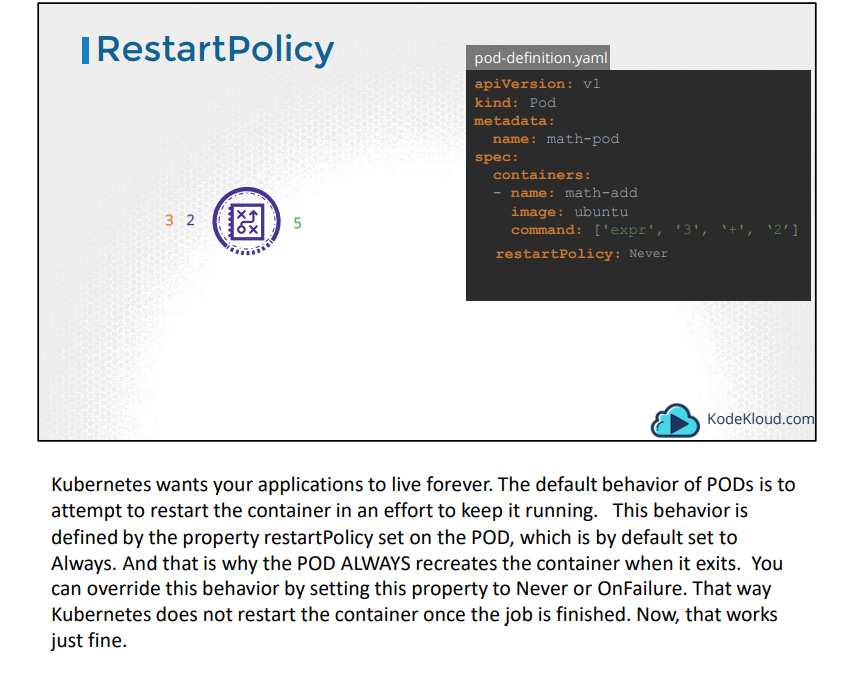 RestartPolicy
pod-definition.yaml
apiVersion: v1
kind: Pod
metadata:
  name: math-pod
spec:
  containers:
  - name: math-add
    image: ubuntu
    command: ['expr', '3', ‘+', ‘2’]
  restartPolicy: Never
3 2 5
KodeKloud.com
Kubernetes wants your applications to live forever. The default behavior of PODs is to
attempt to restart the container in an effort to keep it running.   This behavior is
defined by the property restartPolicy set on the POD, which is by default set to
Always. And that is why the POD ALWAYS recreates the container when it exits.  You
can override this behavior by setting this property to Never or OnFailure. That way
Kubernetes does not restart the container once the job is finished. Now, that works
just fine.